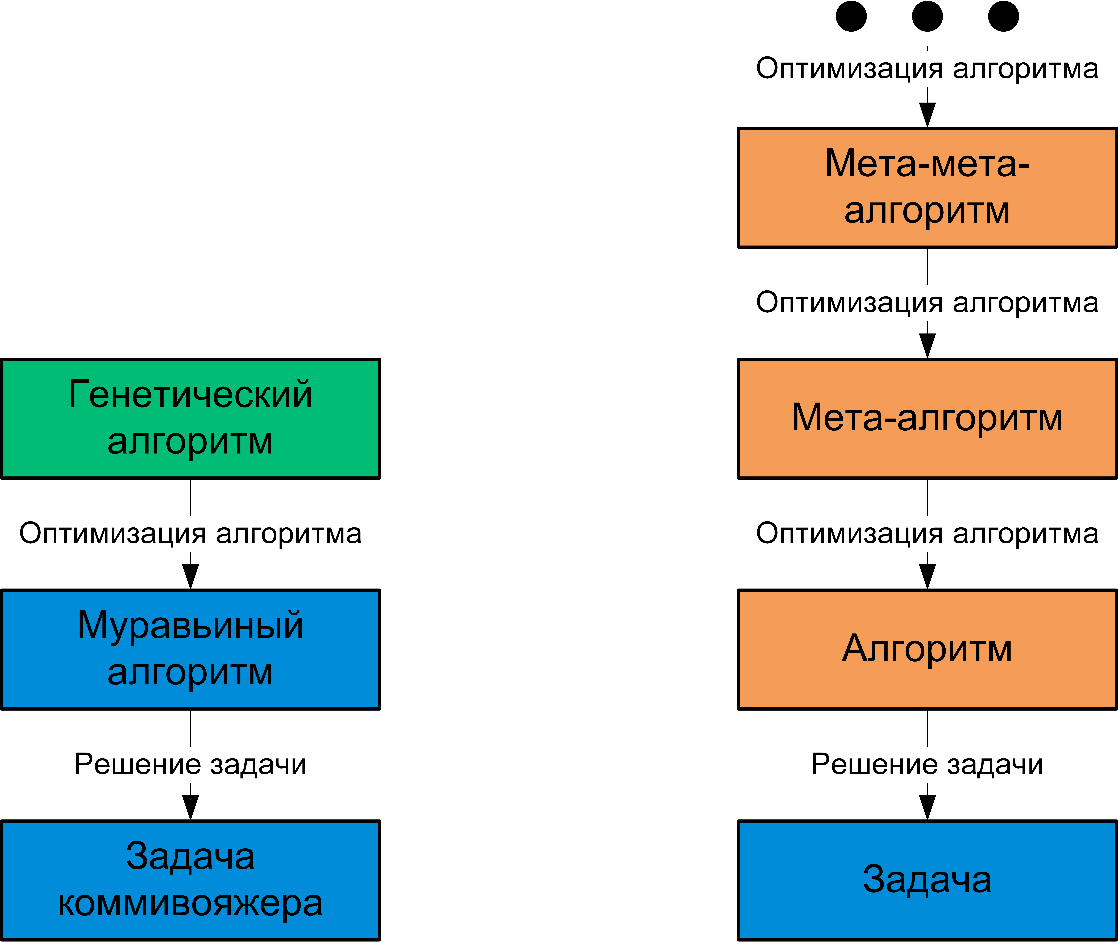 Генетический
алгоритм
Оптимизация алгоритма
Муравьиный
алгоритм
Решение задачи
Задача
коммивояжера
Оптимизация алгоритма
Мета-мета-
алгоритм
Оптимизация алгоритма
Мета-алгоритм
Оптимизация алгоритма
Алгоритм
Решение задачи
Задача